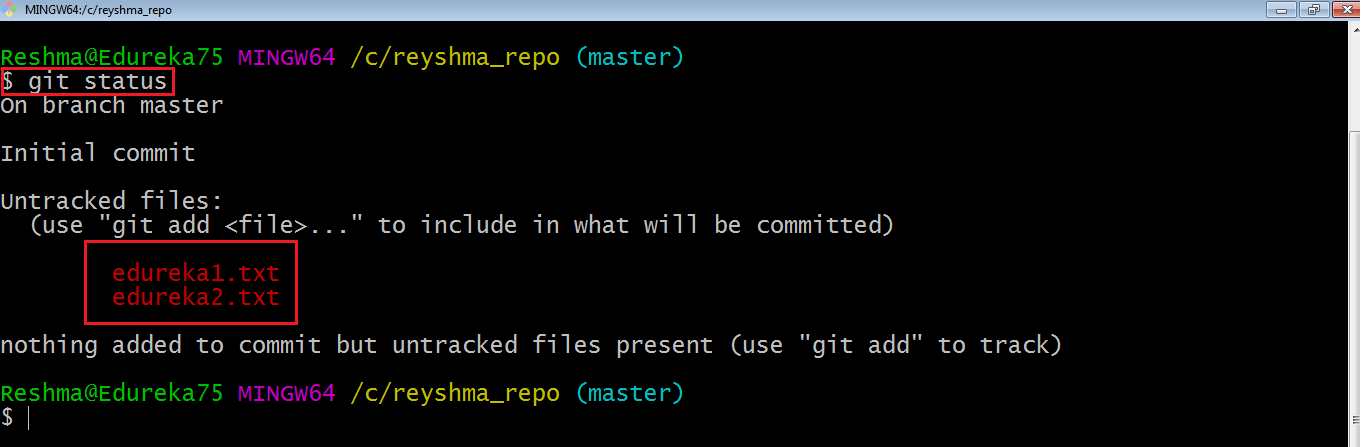 MINGW64:/c/reyshma_repo
Reshma@Edureka75 MINGW64 /c/reyshma_repo (master)
$ git status
On branch master
Initial commit
Untracked files:
(use "git add <file>..." to include in what will be committed)
edureka1.txt
edureka2.txt
nothing added to commit but untracked files present (use "git add" to track)
Reshma@Edureka75 MINGW64 /c/reyshma_repo (master)
$